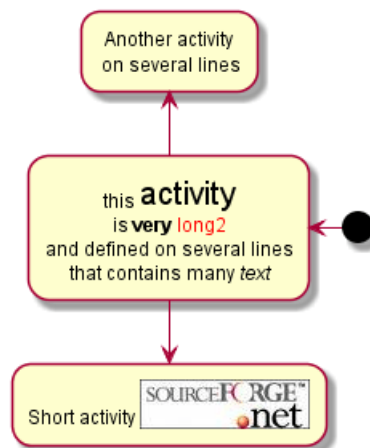 Another activity
on several lines
this activity
is very long2
and defined on several lines
that contains many text
Short activity SOURCEFORGE™
.net